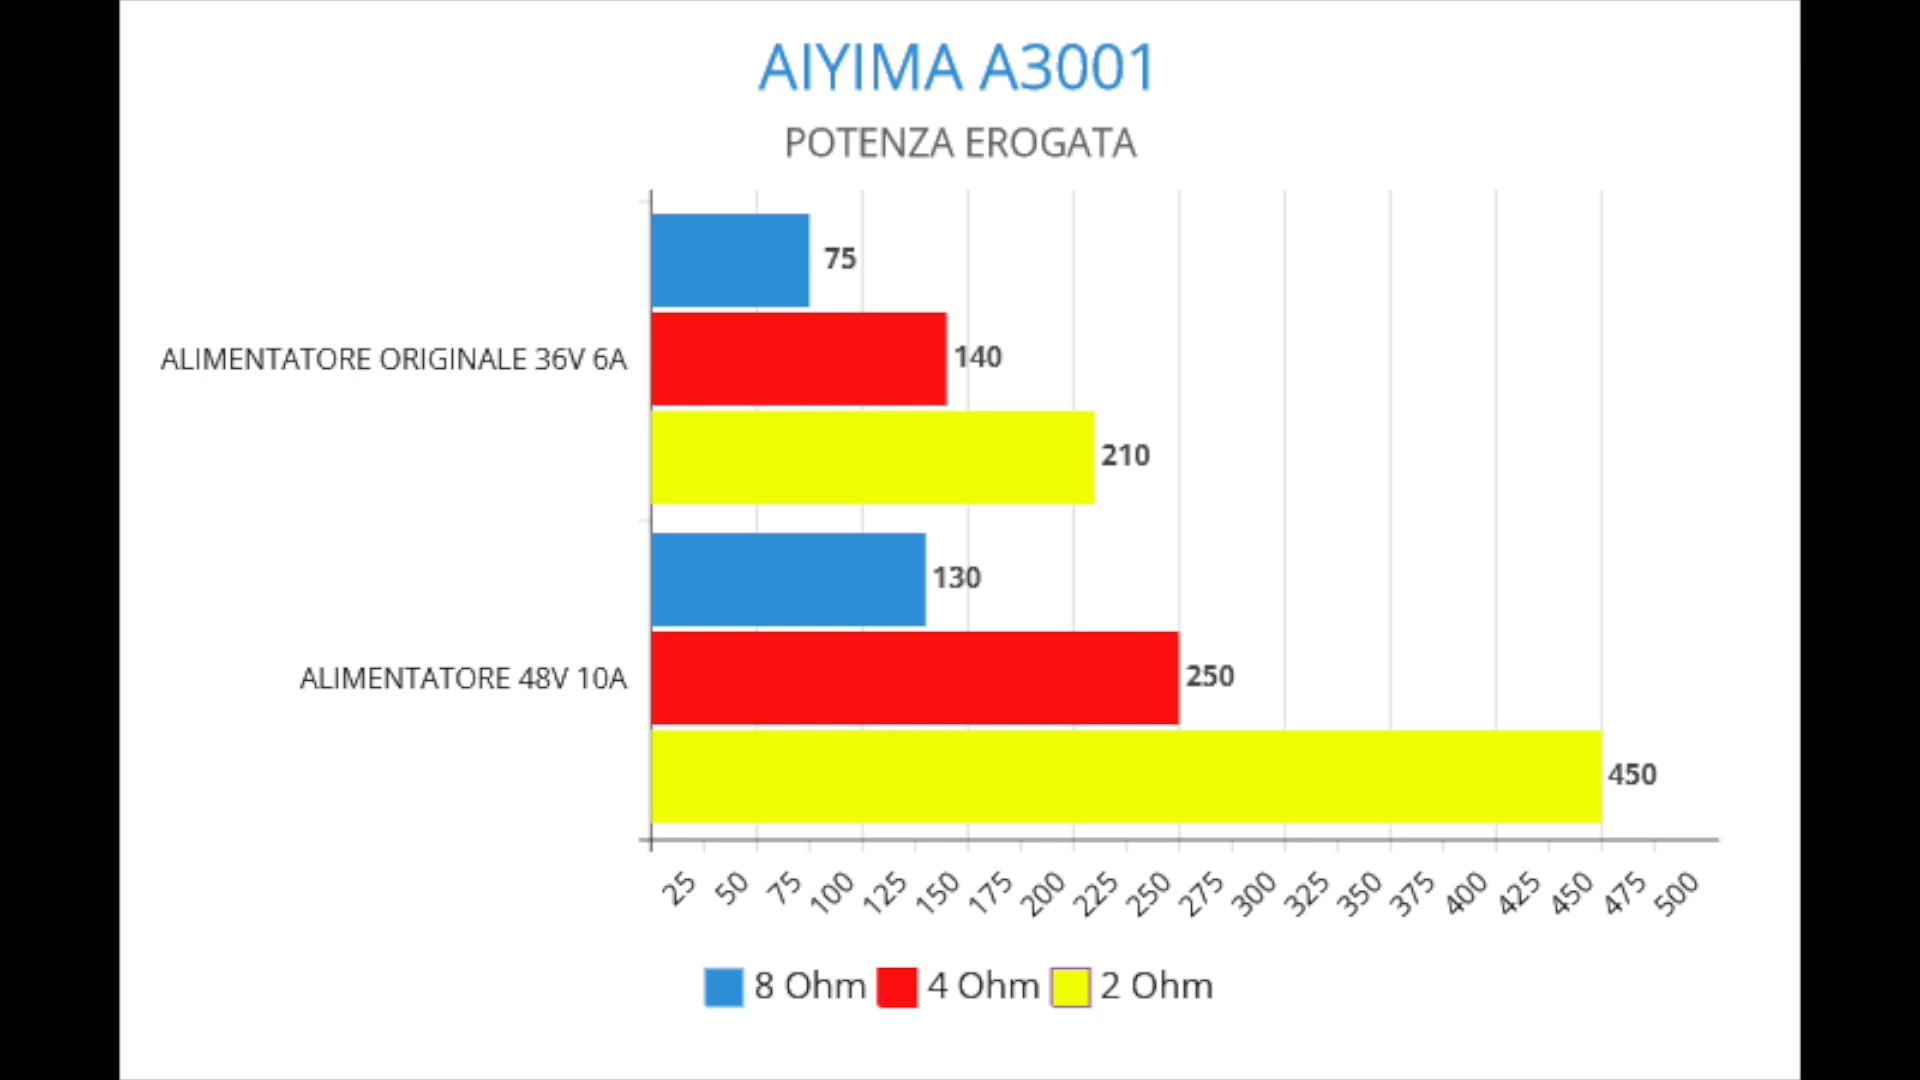 AIYIMA A3001
POTENZA EROGATA
75
ALIMENTATORE ORIGINALE 36V 6A
140
210
130
ALIMENTATORE 48V 10A
250
450
25 50 75 100 125 150 175 200 225 250 275 300 325 350 375 400 425 450 475 500
8 Ohm 4 Ohm 2 Ohm